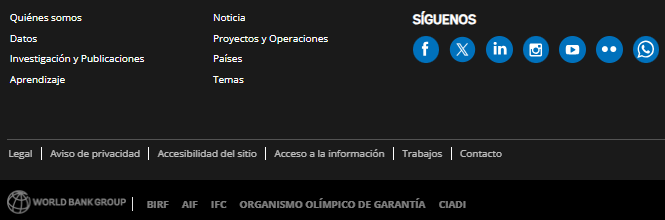 Quiénes somos
Datos
Investigación y Publicaciones
Aprendizaje
Noticia
Proyectos y Operaciones
Países
Temas
SÍGUENOS
Legal
Aviso de privacidad
Accesibilidad del sitio
Acceso a la información
Trabajos
Contacto
WORLD BANK GROUP
BIRF AIF IFC ORGANISMO OLÍMPICO DE GARANTÍA CIADI